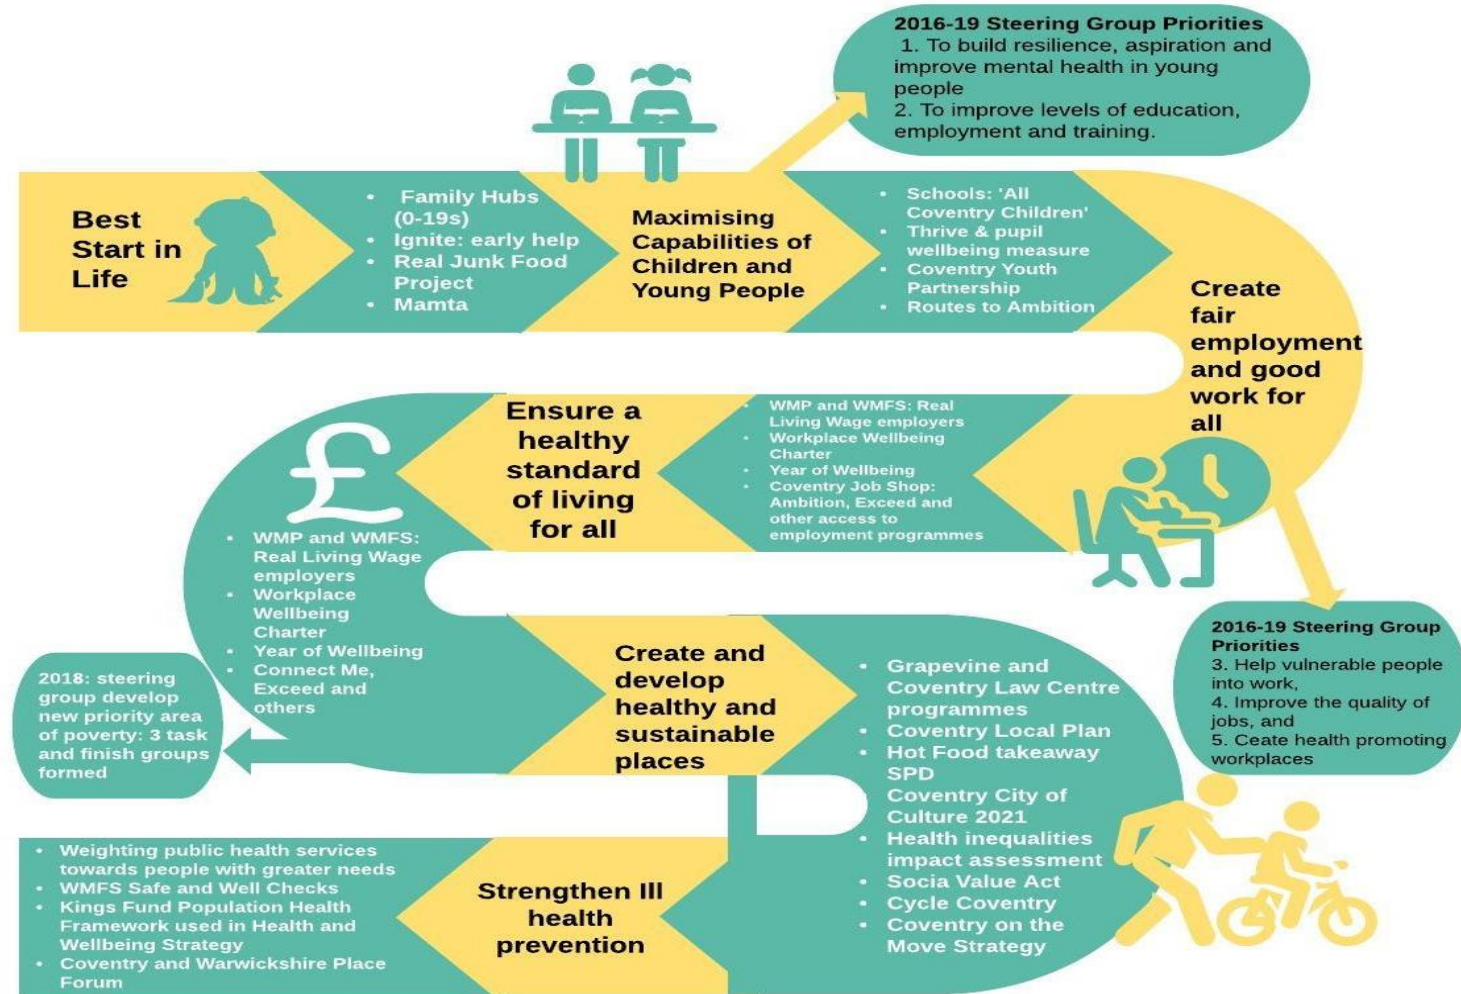 2016-19 Steering Group Priorities
1. To build resilience, aspiration and
improve mental health in young
people
2. To improve levels of education,
employment and training.
Best
Start in
Life
• Family Hubs
(0-19s)
• Ignite: early help
• Real Junk Food
Project
• Mamta
Maximising
Capabilities of
Children and
Young People
• Schools: 'All
Coventry Children'
• Thrive & pupil
wellbeing measure
• Coventry Youth
Partnership
• Routes to Ambition
Create
fair
employment
and good
work for
all
2016-19 Steering Group
Priorities
3. Help vulnerable people
into work,
4. Improve the quality of
jobs, and
5. Ceate health promoting
workplaces
• WMP and WMFS: Real
Living Wage employers
• Workplace Wellbeing
Charter
• Year of Wellbeing
• Coventry Job Shop:
Ambition, Exceed and
other access to
employment programmes
Ensure a
healthy
standard
of living
for all
£
• WMP and WMFS:
Real Living Wage
employers
• Workplace
Wellbeing
Charter
• Year of Wellbeing
• Connect Me,
Exceed and
others
2018: steering
group develop
new priority area
of poverty: 3 task
and finish groups
formed
Create and
develop
healthy and
sustainable
places
• Grapevine and
Coventry Law Centre
programmes
• Coventry Local Plan
• Hot Food takeaway
SPD
• Coventry City of
Culture 2021
• Health inequalities
impact assessment
• Socia Value Act
• Cycle Coventry
• Coventry on the
Move Strategy
Strengthen Ill
health
prevention
• Weighting public health services
towards people with greater needs
• WMFS Safe and Well Checks
• Kings Fund Population Health
Framework used in Health and
Wellbeing Strategy
• Coventry and Warwickshire Place
Forum